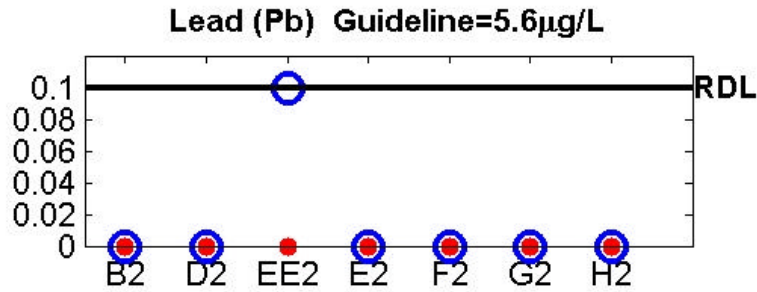 Lead (Pb) Guideline=5.6μg/L
0.1
RDL
0.08
0.06
0.04
0.02
0
B2 D2 EE2 E2 F2 G2 H2